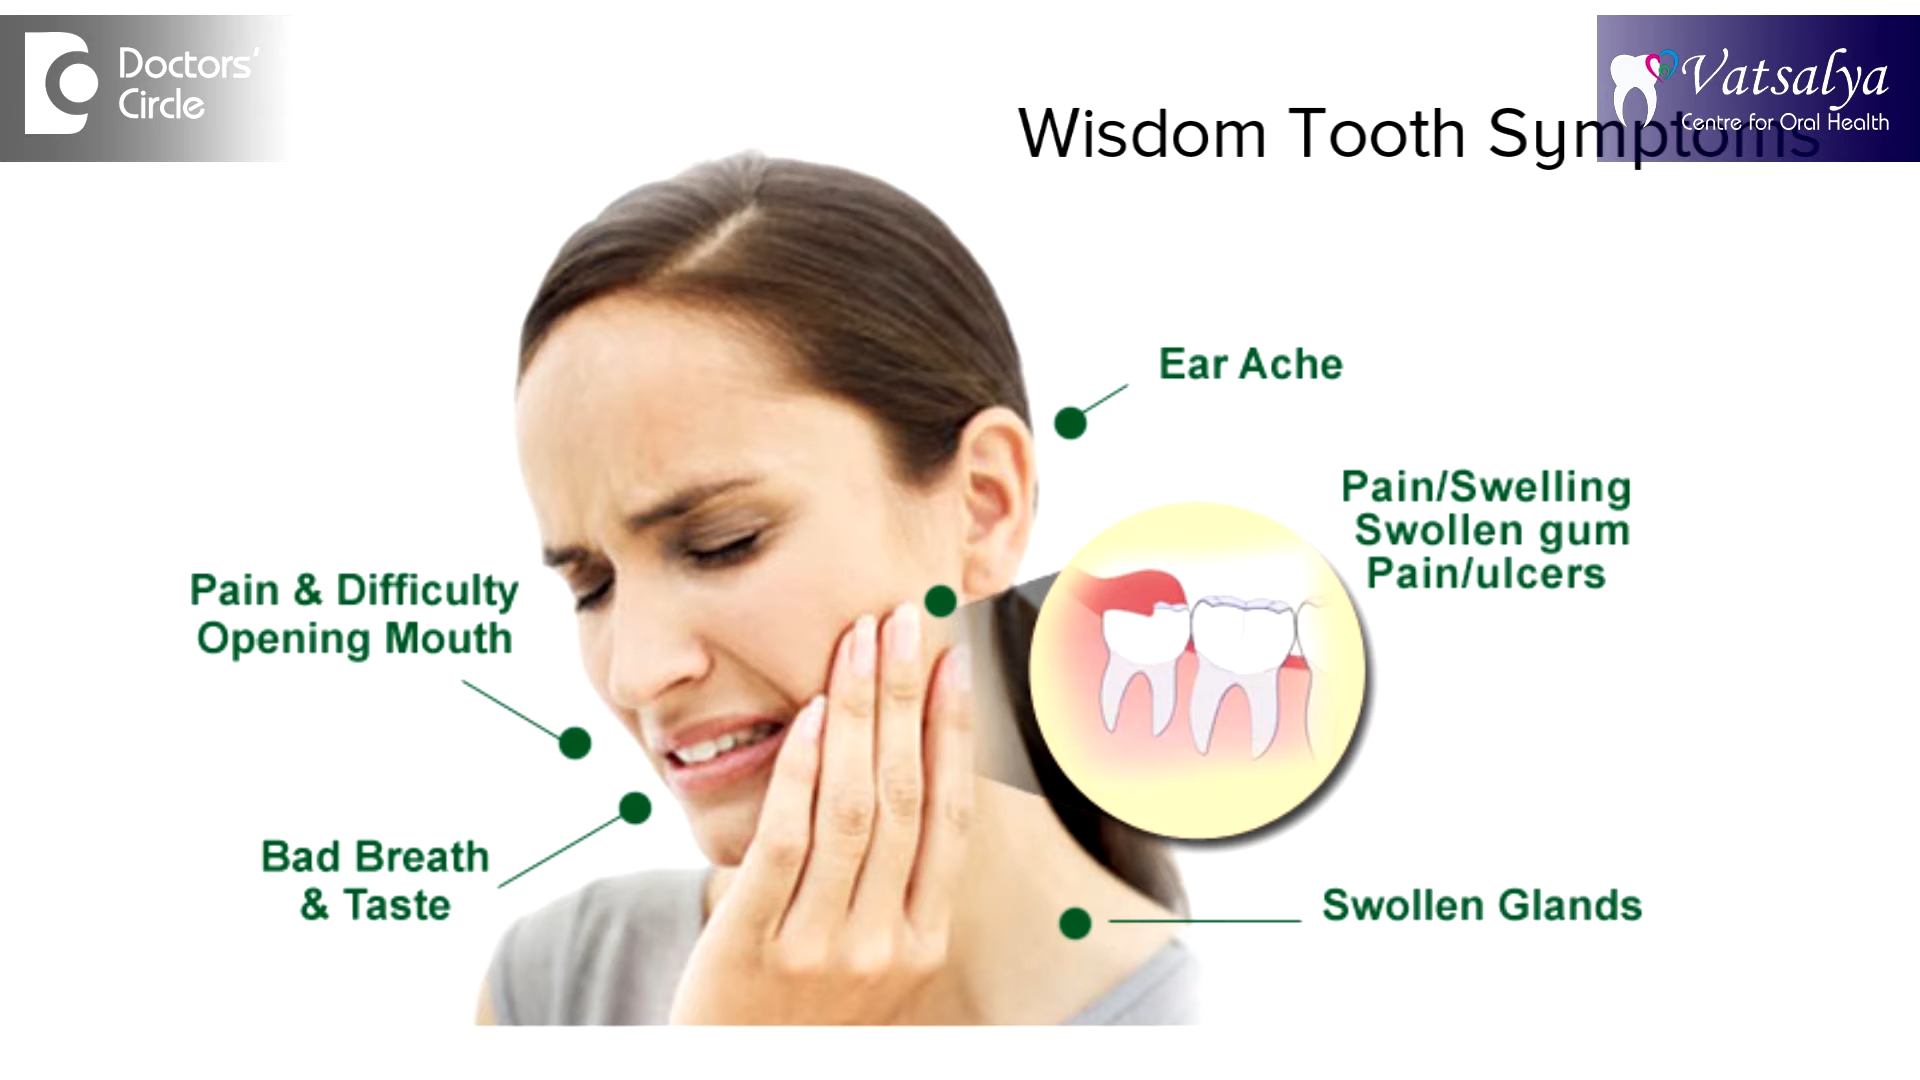 Doctors'
Circle
Vatsalya
Centre for Oral Health
Wisdom Tooth Symptoms
Ear Ache
Pain/Swelling
Swollen gum
Pain/ulcers
Pain & Difficulty
Opening Mouth
Bad Breath
& Taste
Swollen Glands